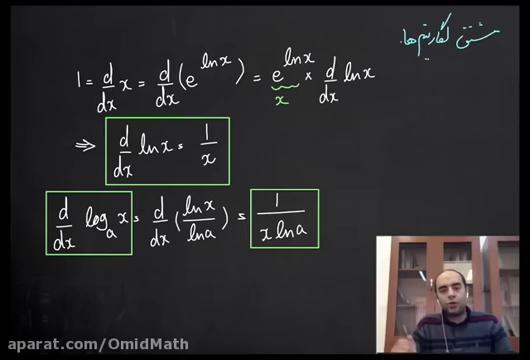 مشتق لگاریتم‌ها.
1 = d/dx x = d/dx (e^{ln x}) = e^{ln x} × d/dx ln x
x
⇒ d/dx ln x = 1/x
d/dx log_a x = d/dx (ln x / ln a) = 1 / (x ln a)
aparat.com/OmidMath